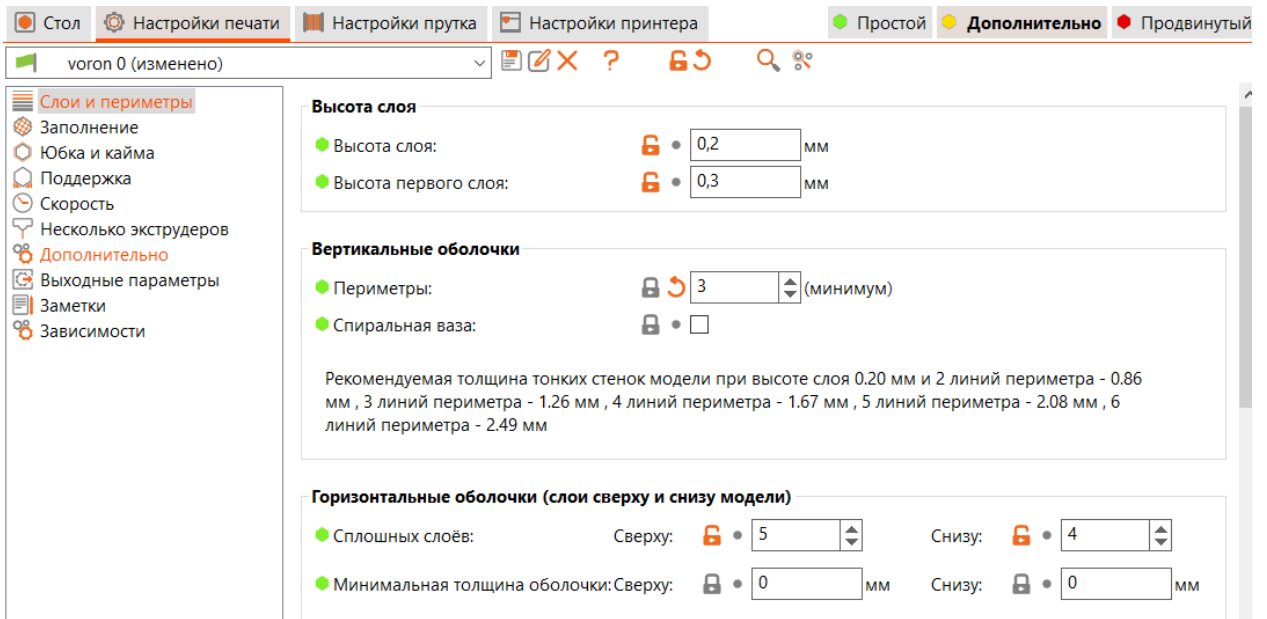 Стол Настройки печати Настройки прутка Настройки принтера Простой Дополнительно Продвинутый
voron 0 (изменено) ?
Слои и периметры
Заполнение
Юбка и кайма
Поддержка
Скорость
Несколько экструдеров
Дополнительно
Выходные параметры
Заметки
Зависимости
Высота слоя
Высота слоя: 0,2 мм
Высота первого слоя: 0,3 мм
Вертикальные оболочки
Периметры: 3 (минимум)
Спиральная ваза:
Рекомендуемая толщина тонких стенок модели при высоте слоя 0.20 мм и 2 линий периметра - 0.86
мм , 3 линий периметра - 1.26 мм , 4 линий периметра - 1.67 мм , 5 линий периметра - 2.08 мм , 6
линий периметра - 2.49 мм
Горизонтальные оболочки (слои сверху и снизу модели)
Сплошных слоёв: Сверху: 5 Снизу: 4
Минимальная толщина оболочки: Сверху: 0 мм Снизу: 0 мм